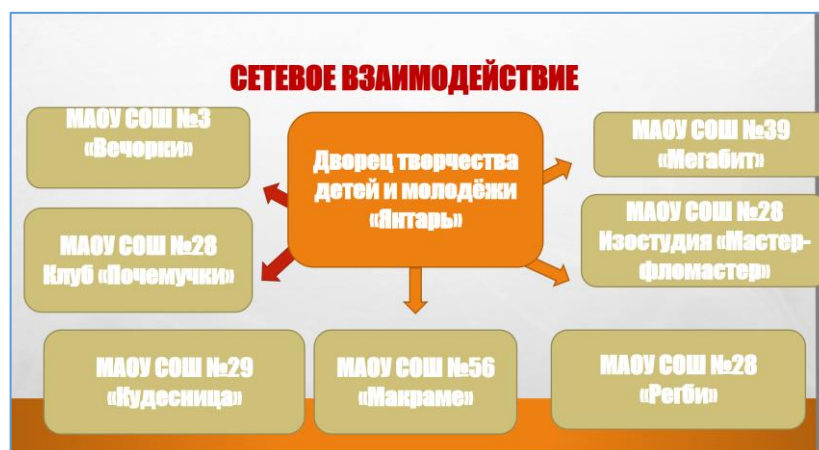 СЕТЕВОЕ ВЗАИМОДЕЙСТВИЕ
МАОУ СОШ №3
«Вечорки»
Дворец творчества
детей и молодёжи
«Янтарь»
МАОУ СОШ №39
«Мегабит»
МАОУ СОШ №28
Клуб «Почемучки»
МАОУ СОШ №28
Изостудия «Мастер-
фломастер»
МАОУ СОШ №29
«Кудесница»
МАОУ СОШ №56
«Макраме»
МАОУ СОШ №28
«Регби»